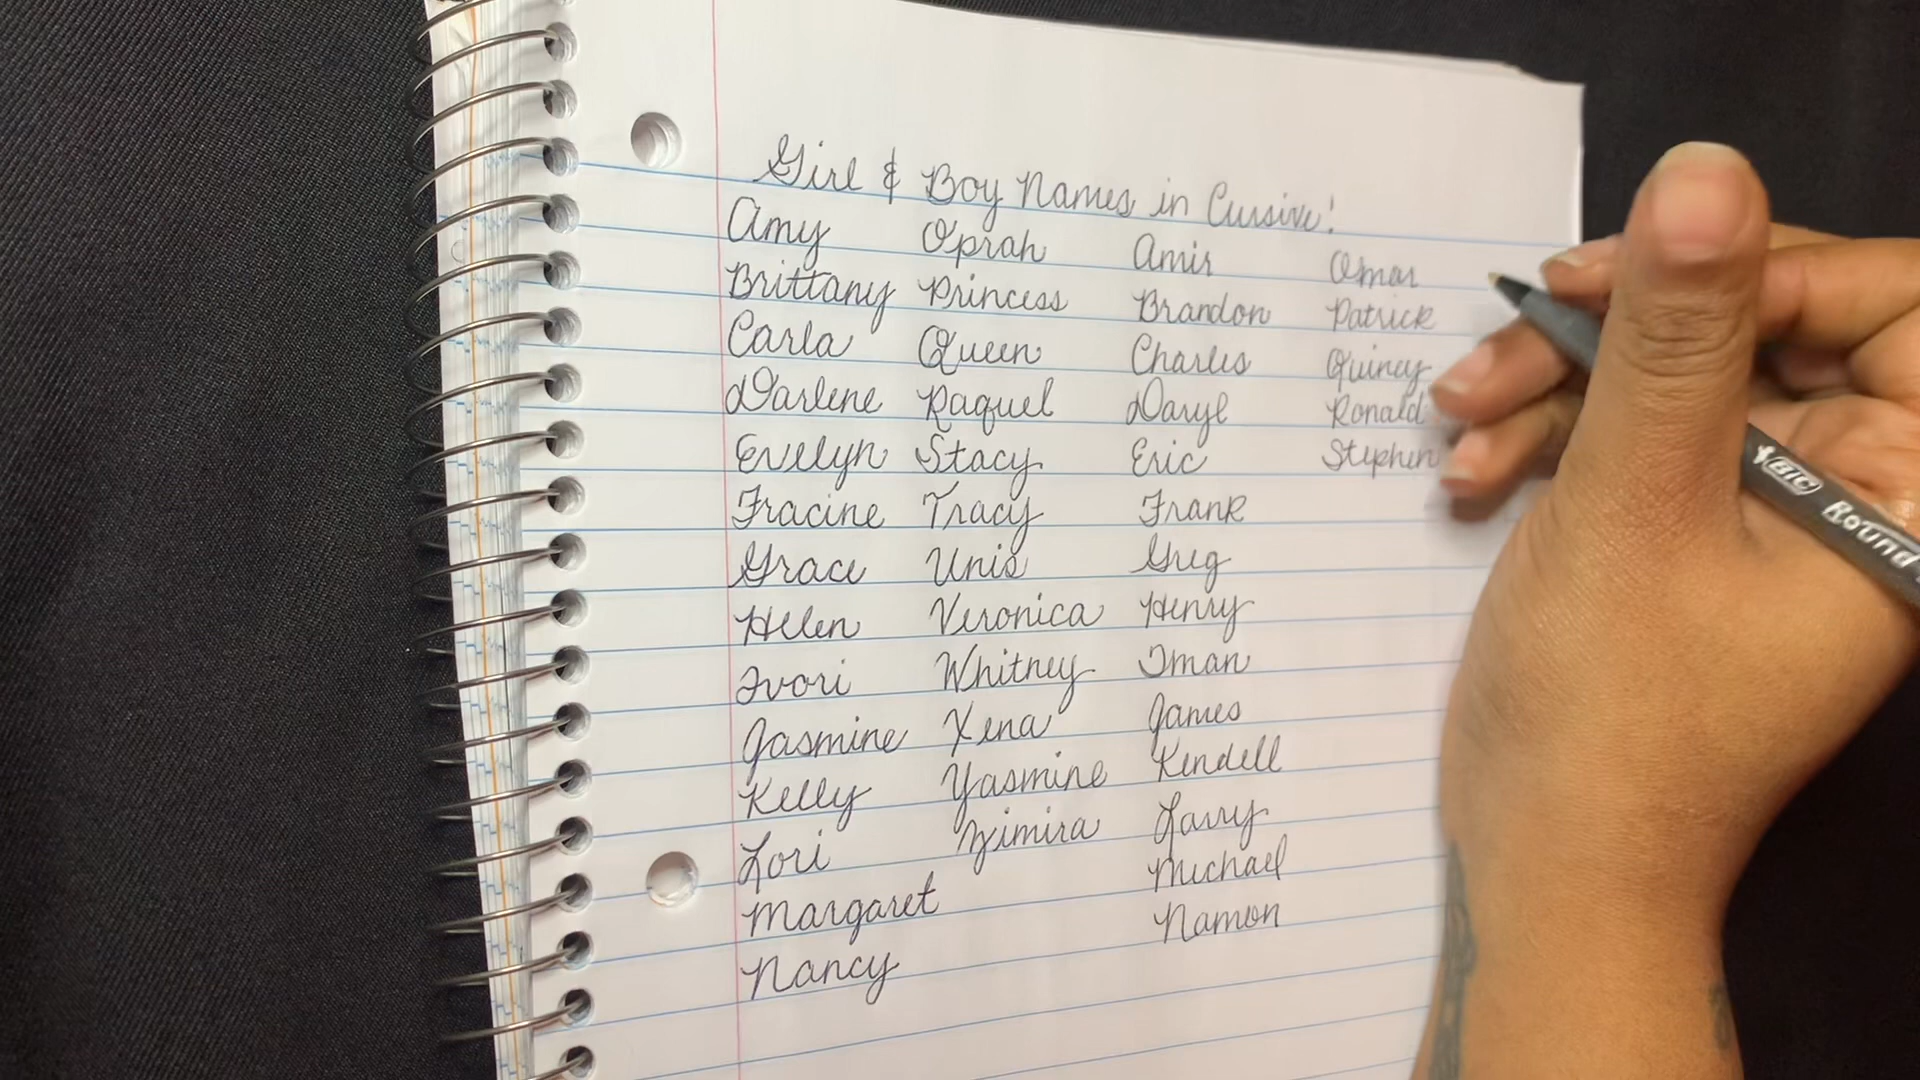 Girl & Boy Names in Cursive!
Amy Oprah Amir Omar
Brittany Princess Brandon Patrick
Carla Queen Charles Quincy
Darlene Raquel Daryl Ronald
Evelyn Stacy Eric Stephen
Fracine Tracy Frank
Grace Unis Greg
Helen Veronica Henry
Ivori Whitney Iman
Jasmine Xena James
Kelly Yasmine Kendell
Lori Zimira Larry
Margaret Michael
Nancy Namon
BIC Round